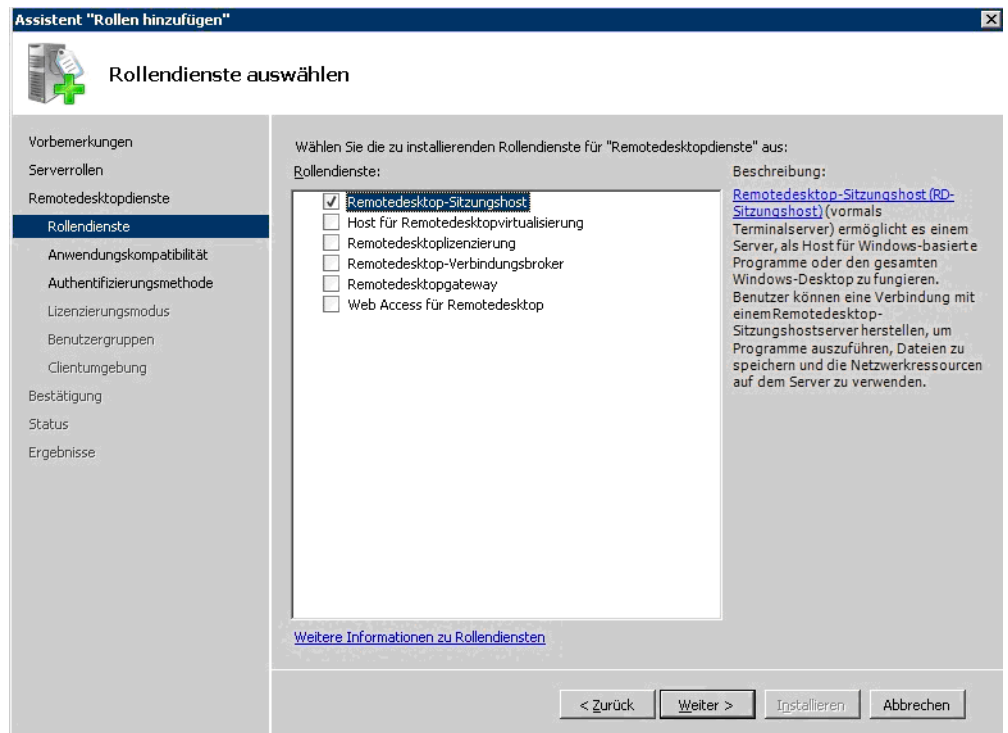 Assistent "Rollen hinzufügen"
Rollendienste auswählen
Vorbemerkungen
Serverrollen
Remotedesktopdienste
Rollendienste
Anwendungskompatibilität
Authentifizierungsmethode
Lizenzierungsmodus
Benutzergruppen
Clientumgebung
Bestätigung
Status
Ergebnisse
Wählen Sie die zu installierenden Rollendienste für "Remotedesktopdienste" aus:
Rollendienste:
Remotedesktop-Sitzungshost
Host für Remotedesktopvirtualisierung
Remotedesktoplizenzierung
Remotedesktop-Verbindungsbroker
Remotedesktopgateway
Web Access für Remotedesktop
Weitere Informationen zu Rollendiensten
Beschreibung:
Remotedesktop-Sitzungshost (RD-
Sitzungshost) (vormals
Terminalserver) ermöglicht es einem
Server, als Host für Windows-basierte
Programme oder den gesamten
Windows-Desktop zu fungieren.
Benutzer können eine Verbindung mit
einem Remotedesktop-
Sitzungshostserver herstellen, um
Programme auszuführen, Dateien zu
speichern und die Netzwerkressourcen
auf dem Server zu verwenden.
< Zurück
Weiter >
Installieren
Abbrechen